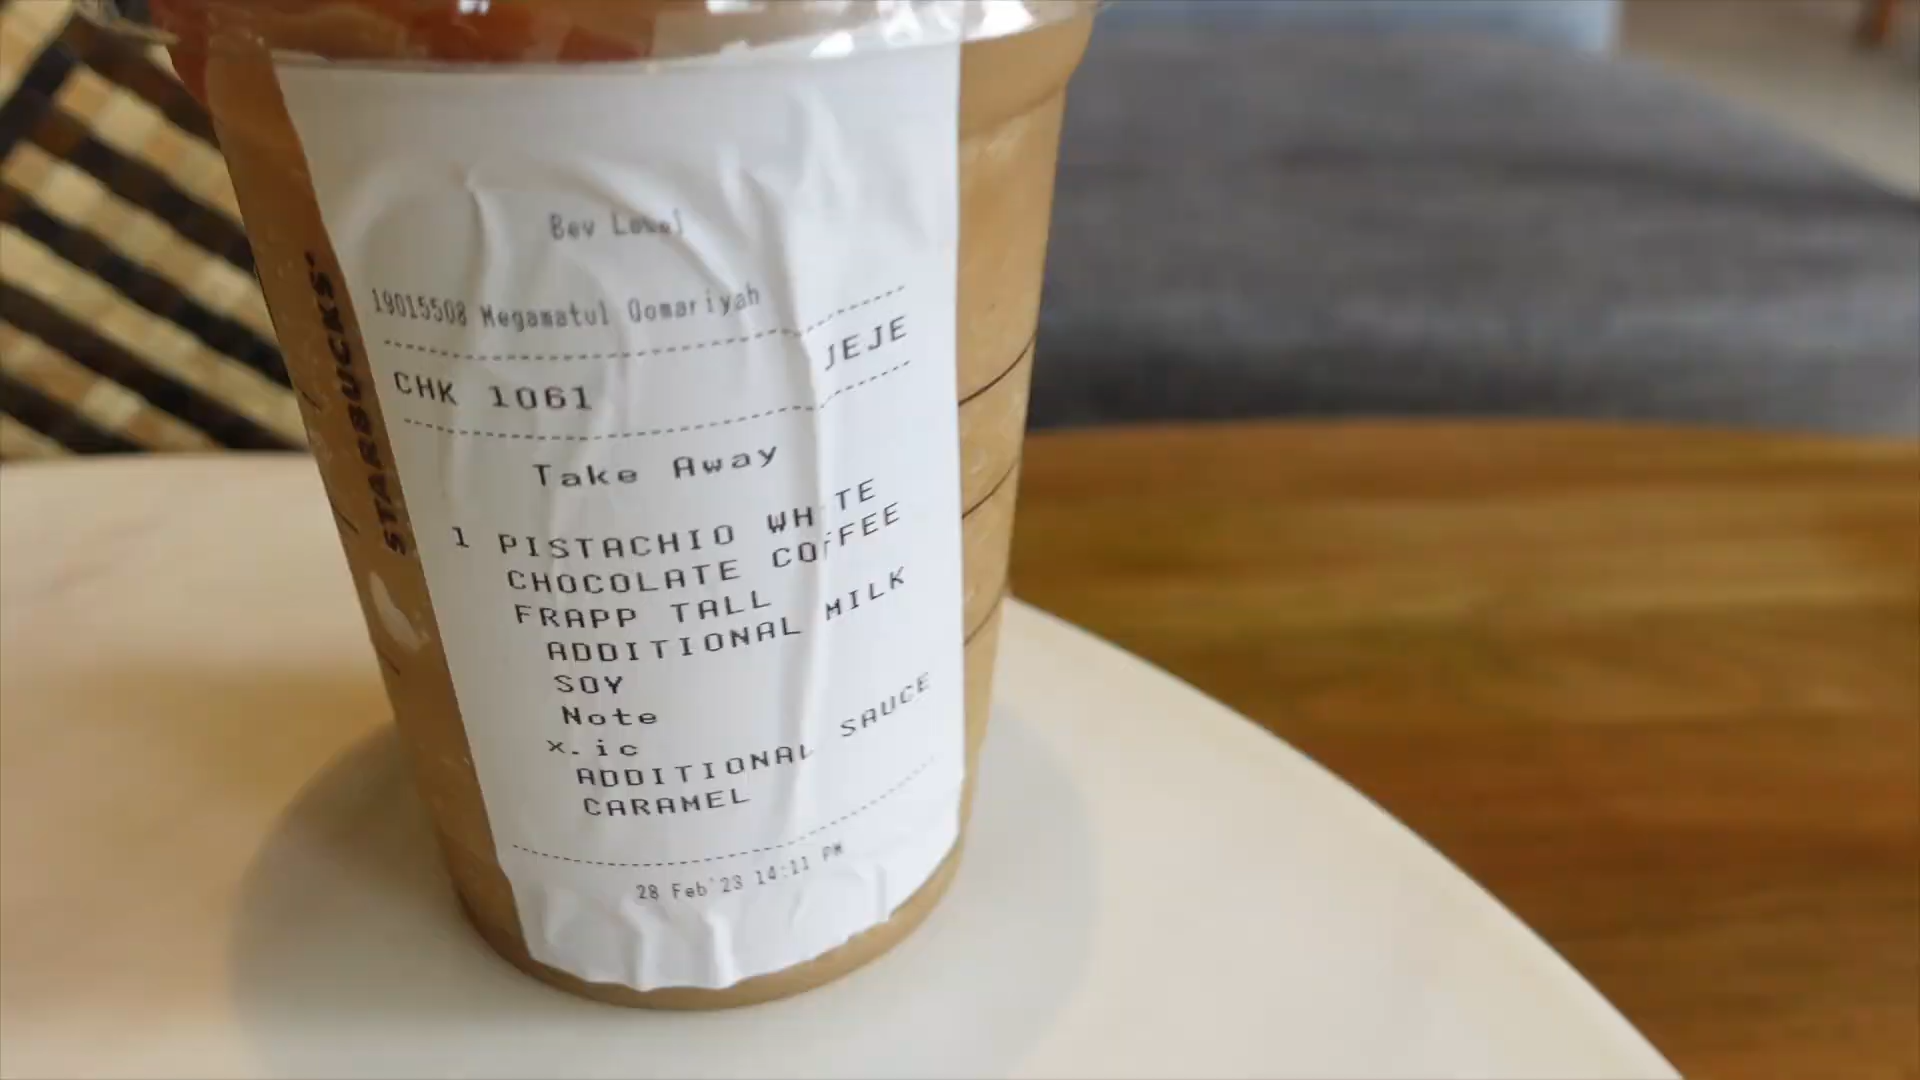 STARBUCKS
Bev Label
19015508 Megamatul Qomariyah
JEJE
CHK 1061
Take Away
1 PISTACHIO WHITE
CHOCOLATE COFFEE
FRAPP TALL
ADDITIONAL MILK
SOY
Note
x.ic
ADDITIONAL SAUCE
CARAMEL
28 Feb'23 14:11 PM